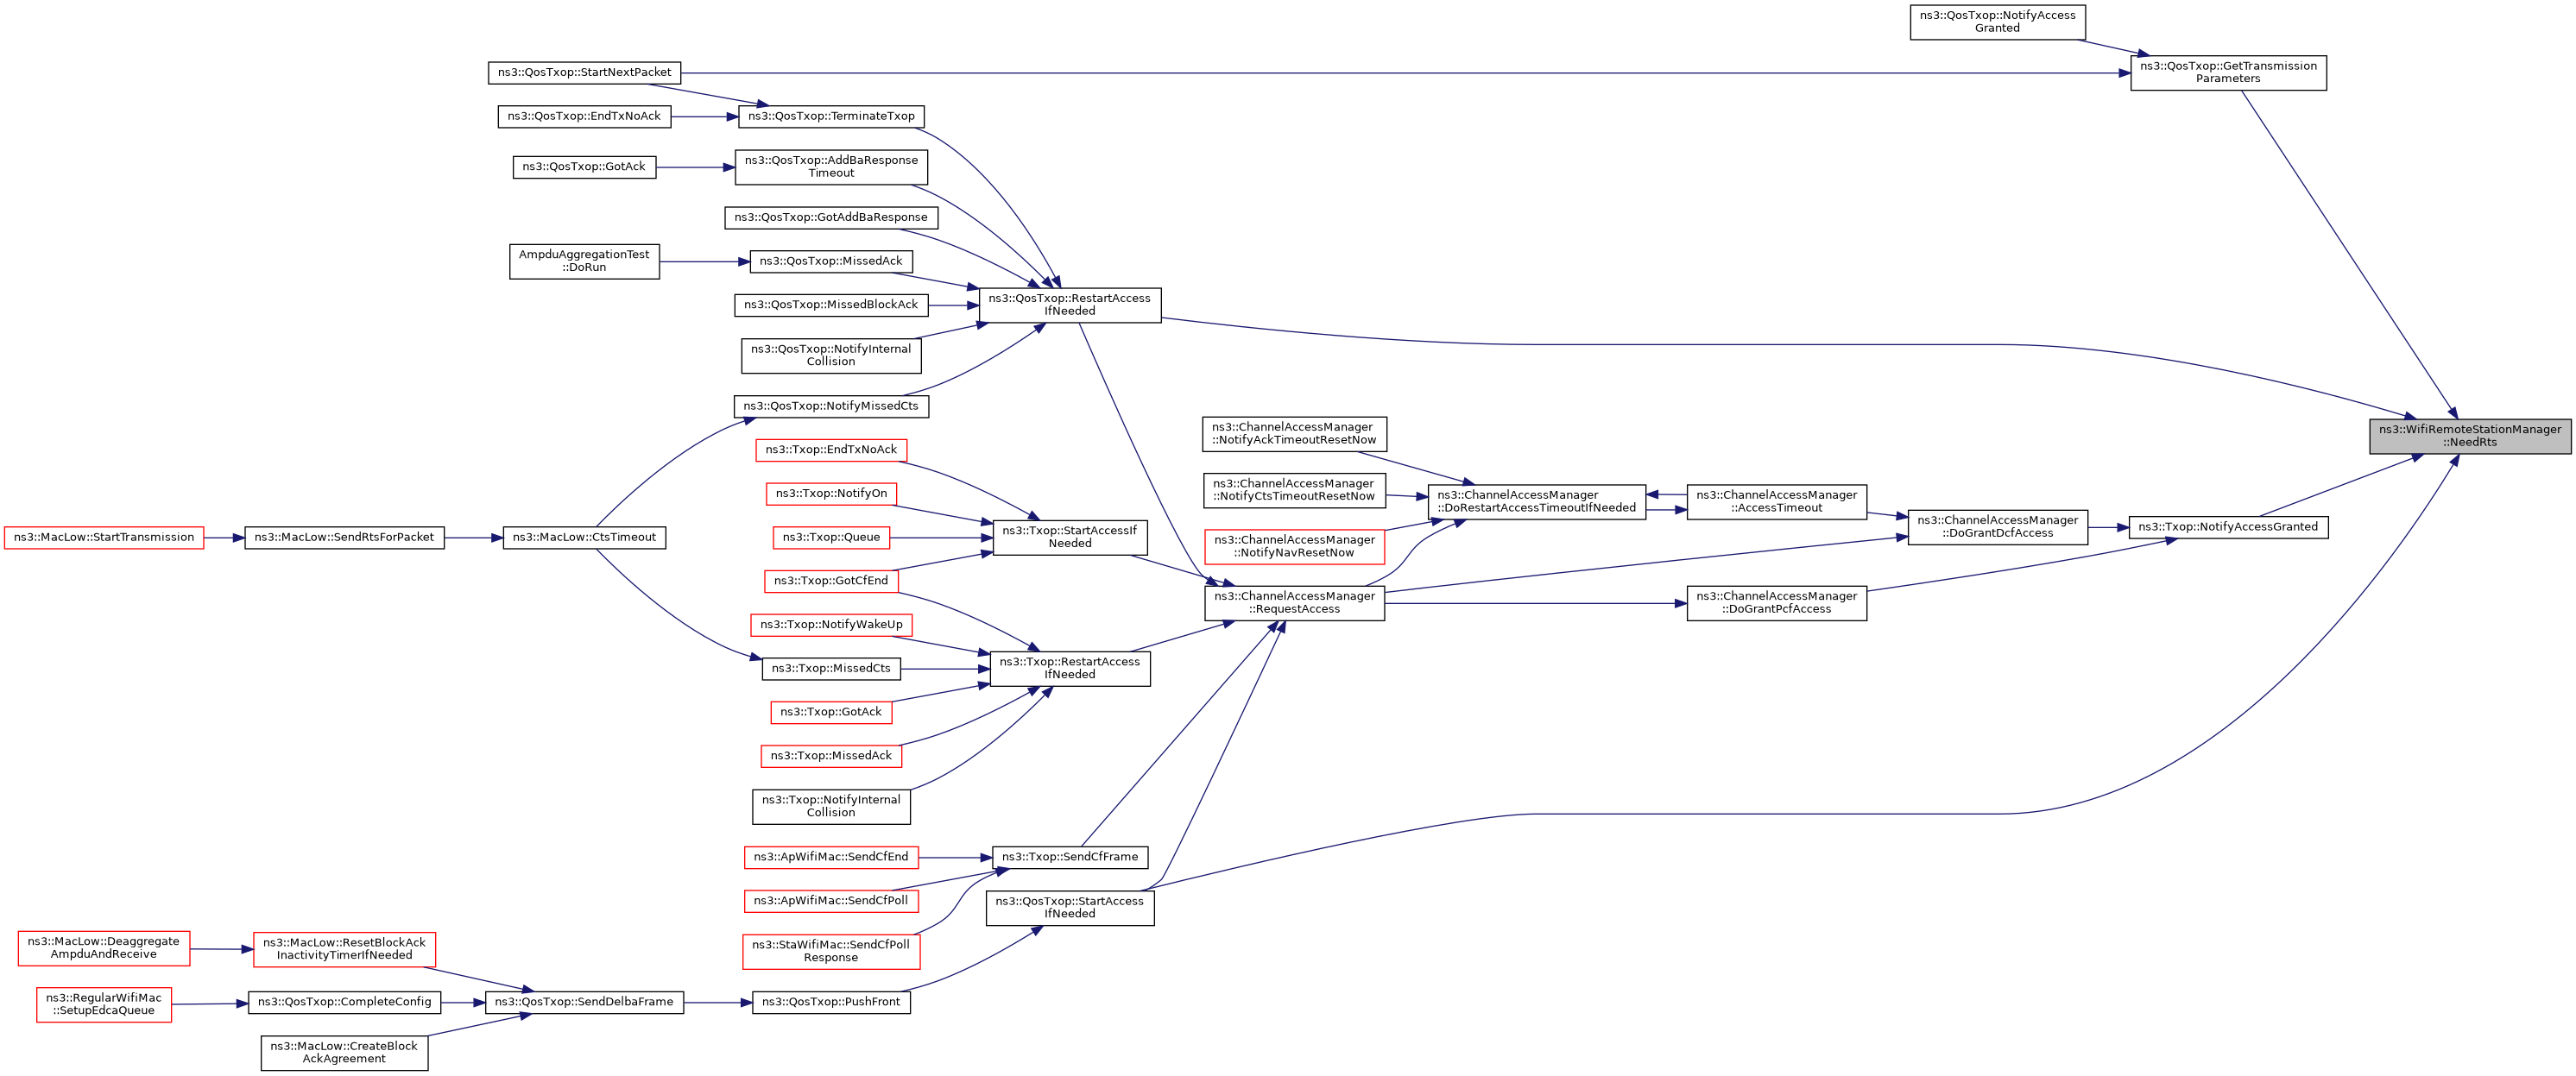 ns3::QosTxop::NotifyAccess
Granted
ns3::QosTxop::StartNextPacket
ns3::QosTxop::GetTransmission
Parameters
ns3::QosTxop::EndTxNoAck
ns3::QosTxop::TerminateTxop
ns3::QosTxop::GotAck
ns3::QosTxop::AddBaResponse
Timeout
ns3::QosTxop::GotAddBaResponse
AmpduAggregationTest
::DoRun
ns3::QosTxop::MissedAck
ns3::QosTxop::MissedBlockAck
ns3::QosTxop::RestartAccess
IfNeeded
ns3::QosTxop::NotifyInternal
Collision
ns3::QosTxop::NotifyMissedCts
ns3::WifiRemoteStationManager
::NeedRts
ns3::ChannelAccessManager
::NotifyAckTimeoutResetNow
ns3::Txop::EndTxNoAck
ns3::ChannelAccessManager
::NotifyCtsTimeoutResetNow
ns3::Txop::NotifyOn
ns3::ChannelAccessManager
::DoRestartAccessTimeoutIfNeeded
ns3::ChannelAccessManager
::AccessTimeout
ns3::MacLow::StartTransmission
ns3::MacLow::SendRtsForPacket
ns3::MacLow::CtsTimeout
ns3::Txop::Queue
ns3::Txop::StartAccessIf
Needed
ns3::ChannelAccessManager
::NotifyNavResetNow
ns3::ChannelAccessManager
::DoGrantDcfAccess
ns3::Txop::NotifyAccessGranted
ns3::Txop::GotCfEnd
ns3::ChannelAccessManager
::RequestAccess
ns3::ChannelAccessManager
::DoGrantPcfAccess
ns3::Txop::NotifyWakeUp
ns3::Txop::MissedCts
ns3::Txop::RestartAccess
IfNeeded
ns3::Txop::GotAck
ns3::Txop::MissedAck
ns3::Txop::NotifyInternal
Collision
ns3::ApWifiMac::SendCfEnd
ns3::Txop::SendCfFrame
ns3::ApWifiMac::SendCfPoll
ns3::QosTxop::StartAccess
IfNeeded
ns3::StaWifiMac::SendCfPoll
Response
ns3::MacLow::Deaggregate
AmpduAndReceive
ns3::MacLow::ResetBlockAck
InactivityTimerIfNeeded
ns3::RegularWifiMac
::SetupEdcaQueue
ns3::QosTxop::CompleteConfig
ns3::QosTxop::SendDelbaFrame
ns3::QosTxop::PushFront
ns3::MacLow::CreateBlock
AckAgreement